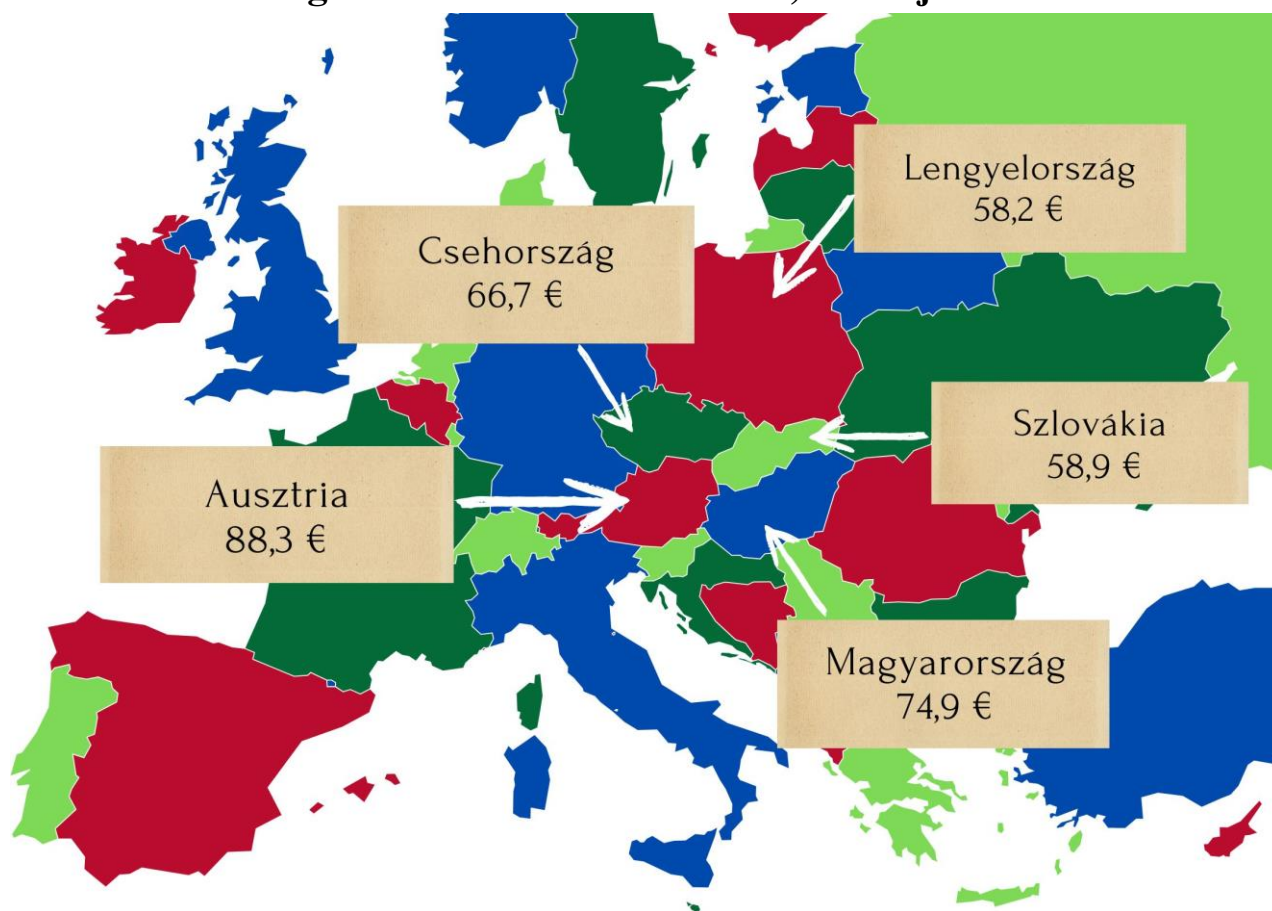 Lengyelország
58,2 €
Csehország
66,7 €
Szlovákia
58,9 €
Ausztria
88,3 €
Magyarország
74,9 €